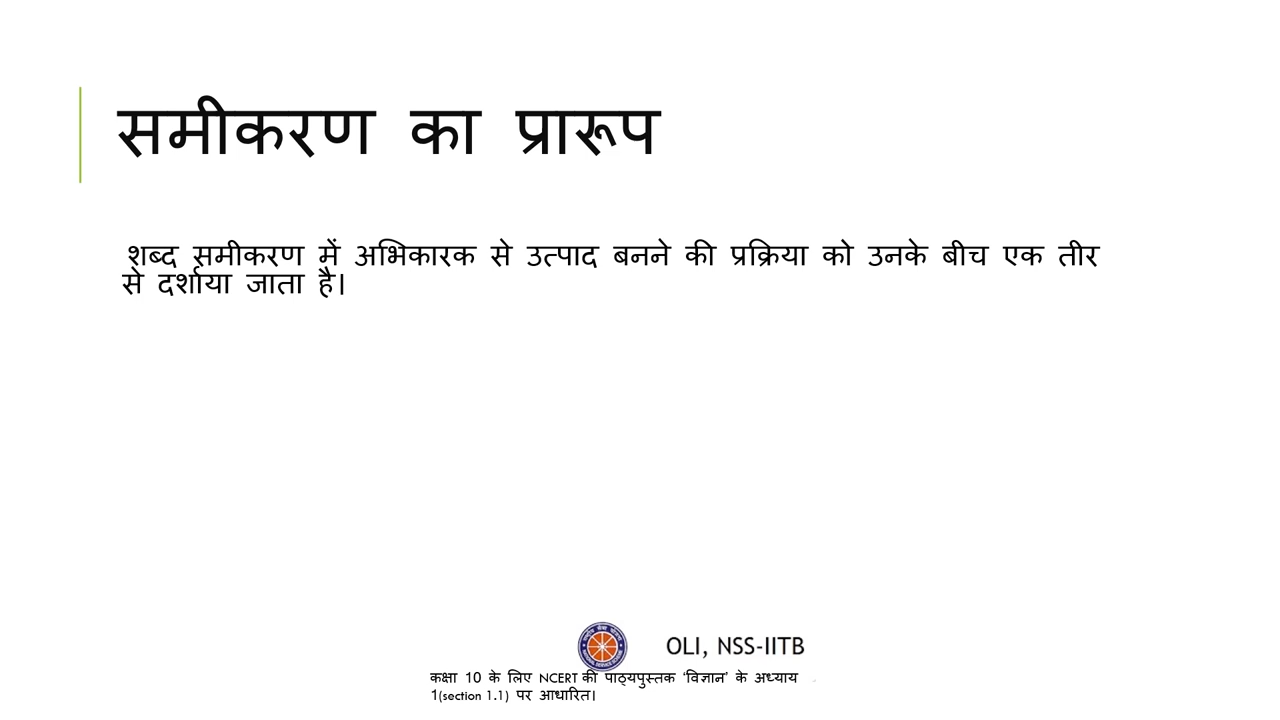 समीकरण का प्रारूप
शब्द समीकरण में अभिकारक से उत्पाद बनने की प्रक्रिया को उनके बीच एक तीर
से दर्शाया जाता है।
OLI, NSS-IITB
कक्षा 10 के लिए NCERT की पाठ्यपुस्तक ‘विज्ञान’ के अध्याय
1(section 1.1) पर आधारित।